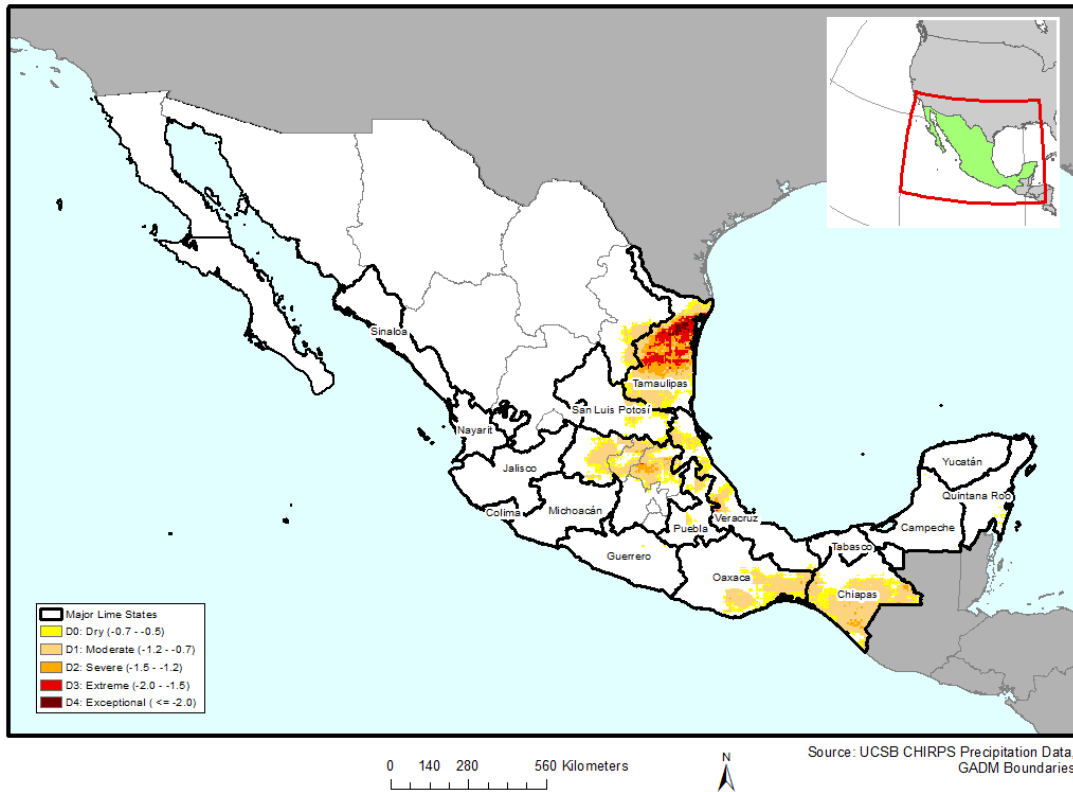 Sinaloa
Tamaulipas
San Luis Potosí
Nayarit
Jalisco
Yucatán
Quintana Roo
Colima
Michoacán
Veracruz
Campeche
Puebla
Tabasco
Guerrero
Oaxaca
Chiapas
Major Lime States
D0: Dry (-0.7 - -0.5)
D1: Moderate (-1.2 - -0.7)
D2: Severe (-1.5 - -1.2)
D3: Extreme (-2.0 - -1.5)
D4: Exceptional ( <= -2.0)
0 140 280 560 Kilometers
N
Source: UCSB CHIRPS Precipitation Data,
GADM Boundaries